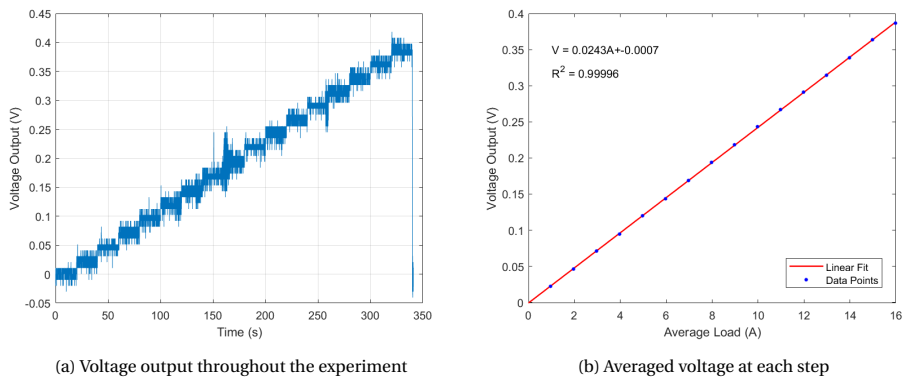 0.45
0.4
0.35
0.3
0.25
0.2
0.15
0.1
0.05
0
-0.05
0 50 100 150 200 250 300 350
Voltage Output (V)
Time (s)
(a) Voltage output throughout the experiment
0.4
0.35
0.3
0.25
0.2
0.15
0.1
0.05
0
0 2 4 6 8 10 12 14 16
Voltage Output (V)
Average Load (A)
V = 0.0243A+-0.0007
R² = 0.99996
Linear Fit
Data Points
(b) Averaged voltage at each step